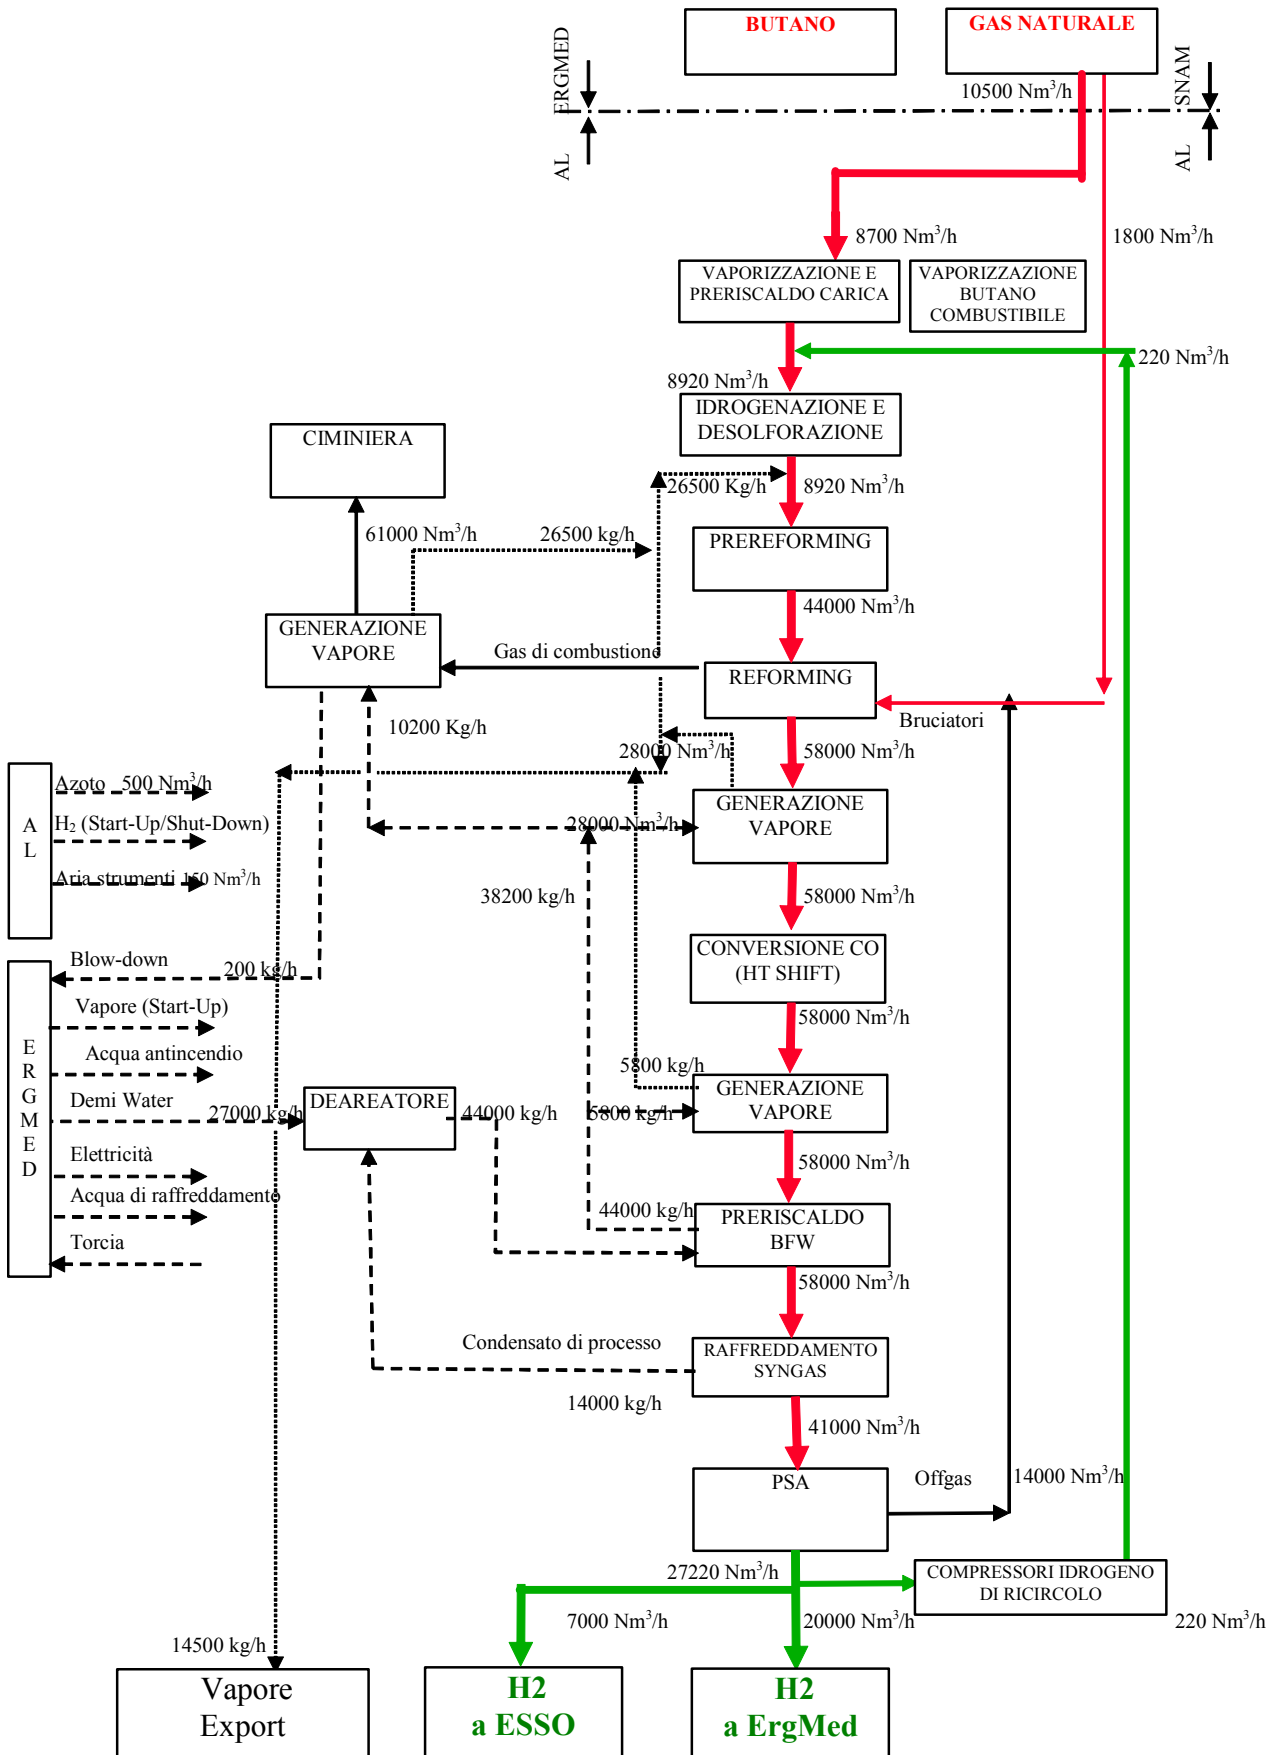 BUTANO
GAS NATURALE
ERGMED
SNAM
10500 Nm³/h
AL
AL
8700 Nm³/h
1800 Nm³/h
VAPORIZZAZIONE E
PRERISCALDO CARICA
VAPORIZZAZIONE
BUTANO
COMBUSTIBILE
220 Nm³/h
8920 Nm³/h
IDROGENAZIONE E
DESOLFORAZIONE
CIMINIERA
26500 Kg/h
8920 Nm³/h
61000 Nm³/h
26500 kg/h
PREREFORMING
44000 Nm³/h
GENERAZIONE
VAPORE
Gas di combustione
REFORMING
Bruciatori
10200 Kg/h
28000 Nm³/h
58000 Nm³/h
A
L
Azoto 500 Nm³/h
H₂ (Start-Up/Shut-Down)
Aria strumenti 150 Nm³/h
GENERAZIONE
VAPORE
28000 Nm³/h
38200 kg/h
58000 Nm³/h
CONVERSIONE CO
(HT SHIFT)
58000 Nm³/h
E
R
G
M
E
D
Blow-down
200 kg/h
Vapore (Start-Up)
Acqua antincendio
Demi Water
27000 kg/h
Elettricità
Acqua di raffreddamento
Torcia
DEAREATORE
44000 kg/h
5800 kg/h
GENERAZIONE
VAPORE
5800 kg/h
58000 Nm³/h
44000 kg/h
PRERISCALDO
BFW
58000 Nm³/h
Condensato di processo
RAFFREDDAMENTO
SYNGAS
14000 kg/h
41000 Nm³/h
PSA
Offgas
14000 Nm³/h
27220 Nm³/h
COMPRESSORI IDROGENO
DI RICIRCOLO
7000 Nm³/h
20000 Nm³/h
220 Nm³/h
14500 kg/h
Vapore
Export
H2
a ESSO
H2
a ErgMed